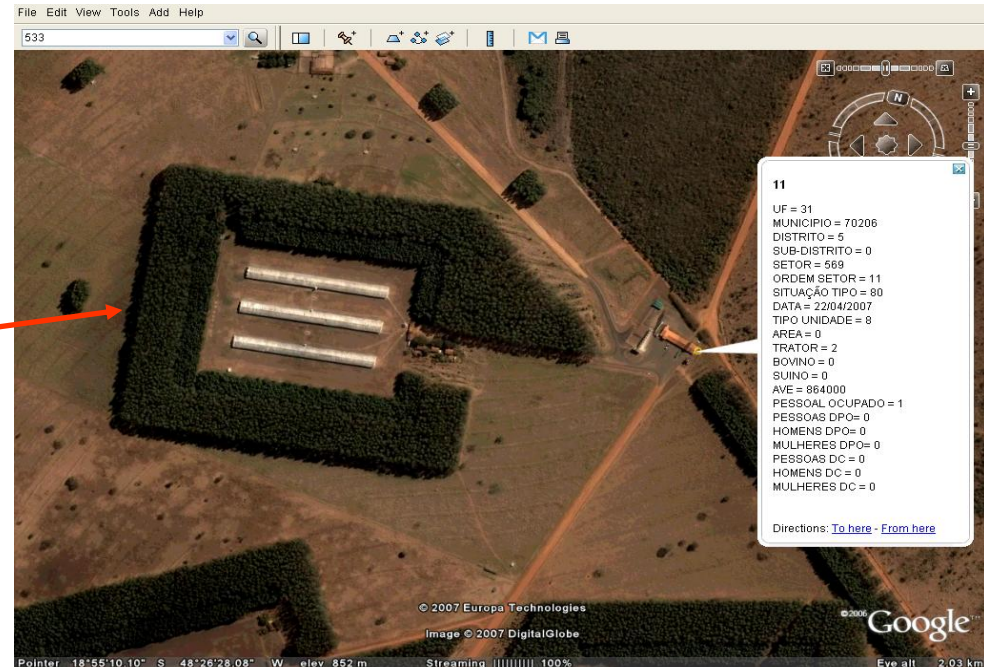 File Edit View Tools Add Help
533
N
11
UF = 31
MUNICIPIO = 70206
DISTRITO = 5
SUB-DISTRITO = 0
SETOR = 569
ORDEM SETOR = 11
SITUAÇÃO TIPO = 80
DATA = 22/04/2007
TIPO UNIDADE = 8
AREA = 0
TRATOR = 2
BOVINO = 0
SUINO = 0
AVE = 864000
PESSOAL OCUPADO = 1
PESSOAS DPO= 0
HOMENS DPO= 0
MULHERES DPO= 0
PESSOAS DC = 0
HOMENS DC = 0
MULHERES DC = 0
Directions: To here - From here
© 2007 Europa Technologies
Image © 2007 DigitalGlobe
©2006 Google™
Pointer 18°55'10.10" S 48°26'28.08" W elev 852 m Streaming |||||||||| 100% Eye alt 2.03 km